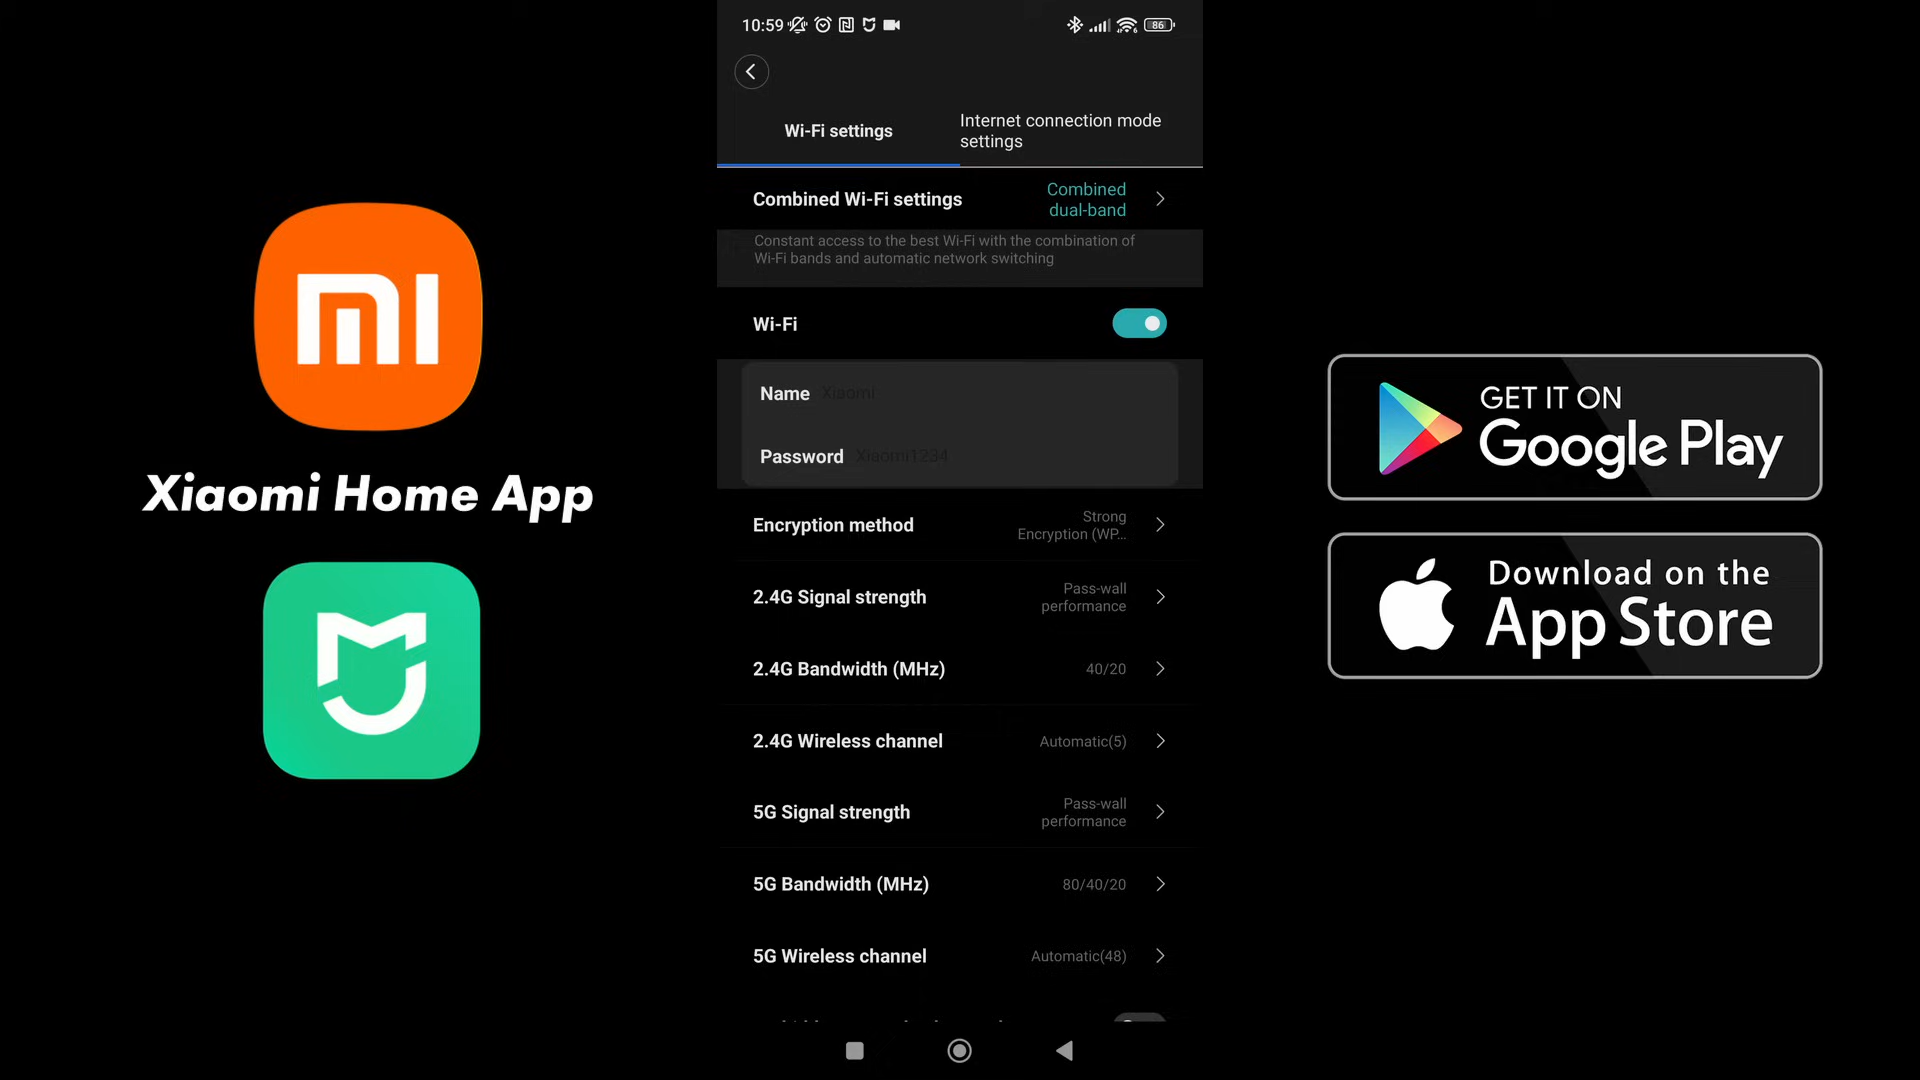 10:59
86
Wi-Fi settings
Internet connection mode
settings
Combined Wi-Fi settings
Combined
dual-band
Constant access to the best Wi-Fi with the combination of
Wi-Fi bands and automatic network switching
Wi-Fi
Name Xiaomi
Password Xiaomi1234
Encryption method
Strong
Encryption (WP...
2.4G Signal strength
Pass-wall
performance
2.4G Bandwidth (MHz) 40/20
2.4G Wireless channel Automatic(5)
5G Signal strength
Pass-wall
performance
5G Bandwidth (MHz) 80/40/20
5G Wireless channel Automatic(48)
Xiaomi Home App
GET IT ON
Google Play
Download on the
App Store